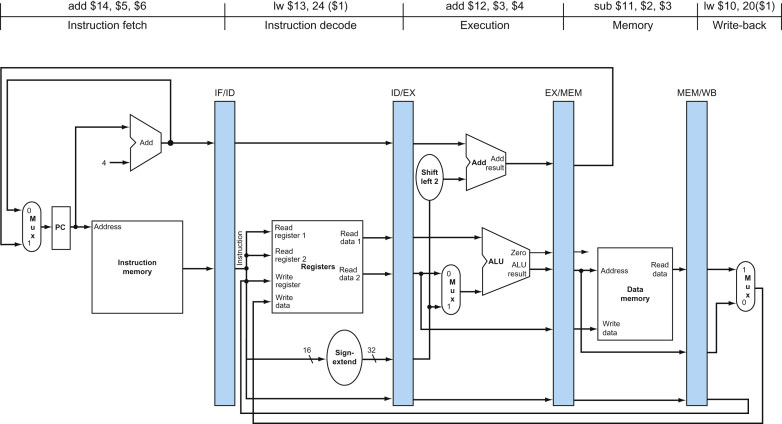 add $14, $5, $6
lw $13, 24 ($1)
add $12, $3, $4
sub $11, $2, $3
lw $10, 20($1)
Instruction fetch
Instruction decode
Execution
Memory
Write-back
IF/ID
ID/EX
EX/MEM
MEM/WB
Add
4
Shift
left 2
Add
Add
result
0
M
u
x
1
PC
Address
Instruction
memory
Instruction
Read
register 1
Read
register 2
Write
register
Write
data
Registers
Read
data 1
Read
data 2
16
Sign-
extend
32
0
M
u
x
1
ALU
Zero
ALU
result
Address
Read
data
Data
memory
Write
data
1
M
u
x
0